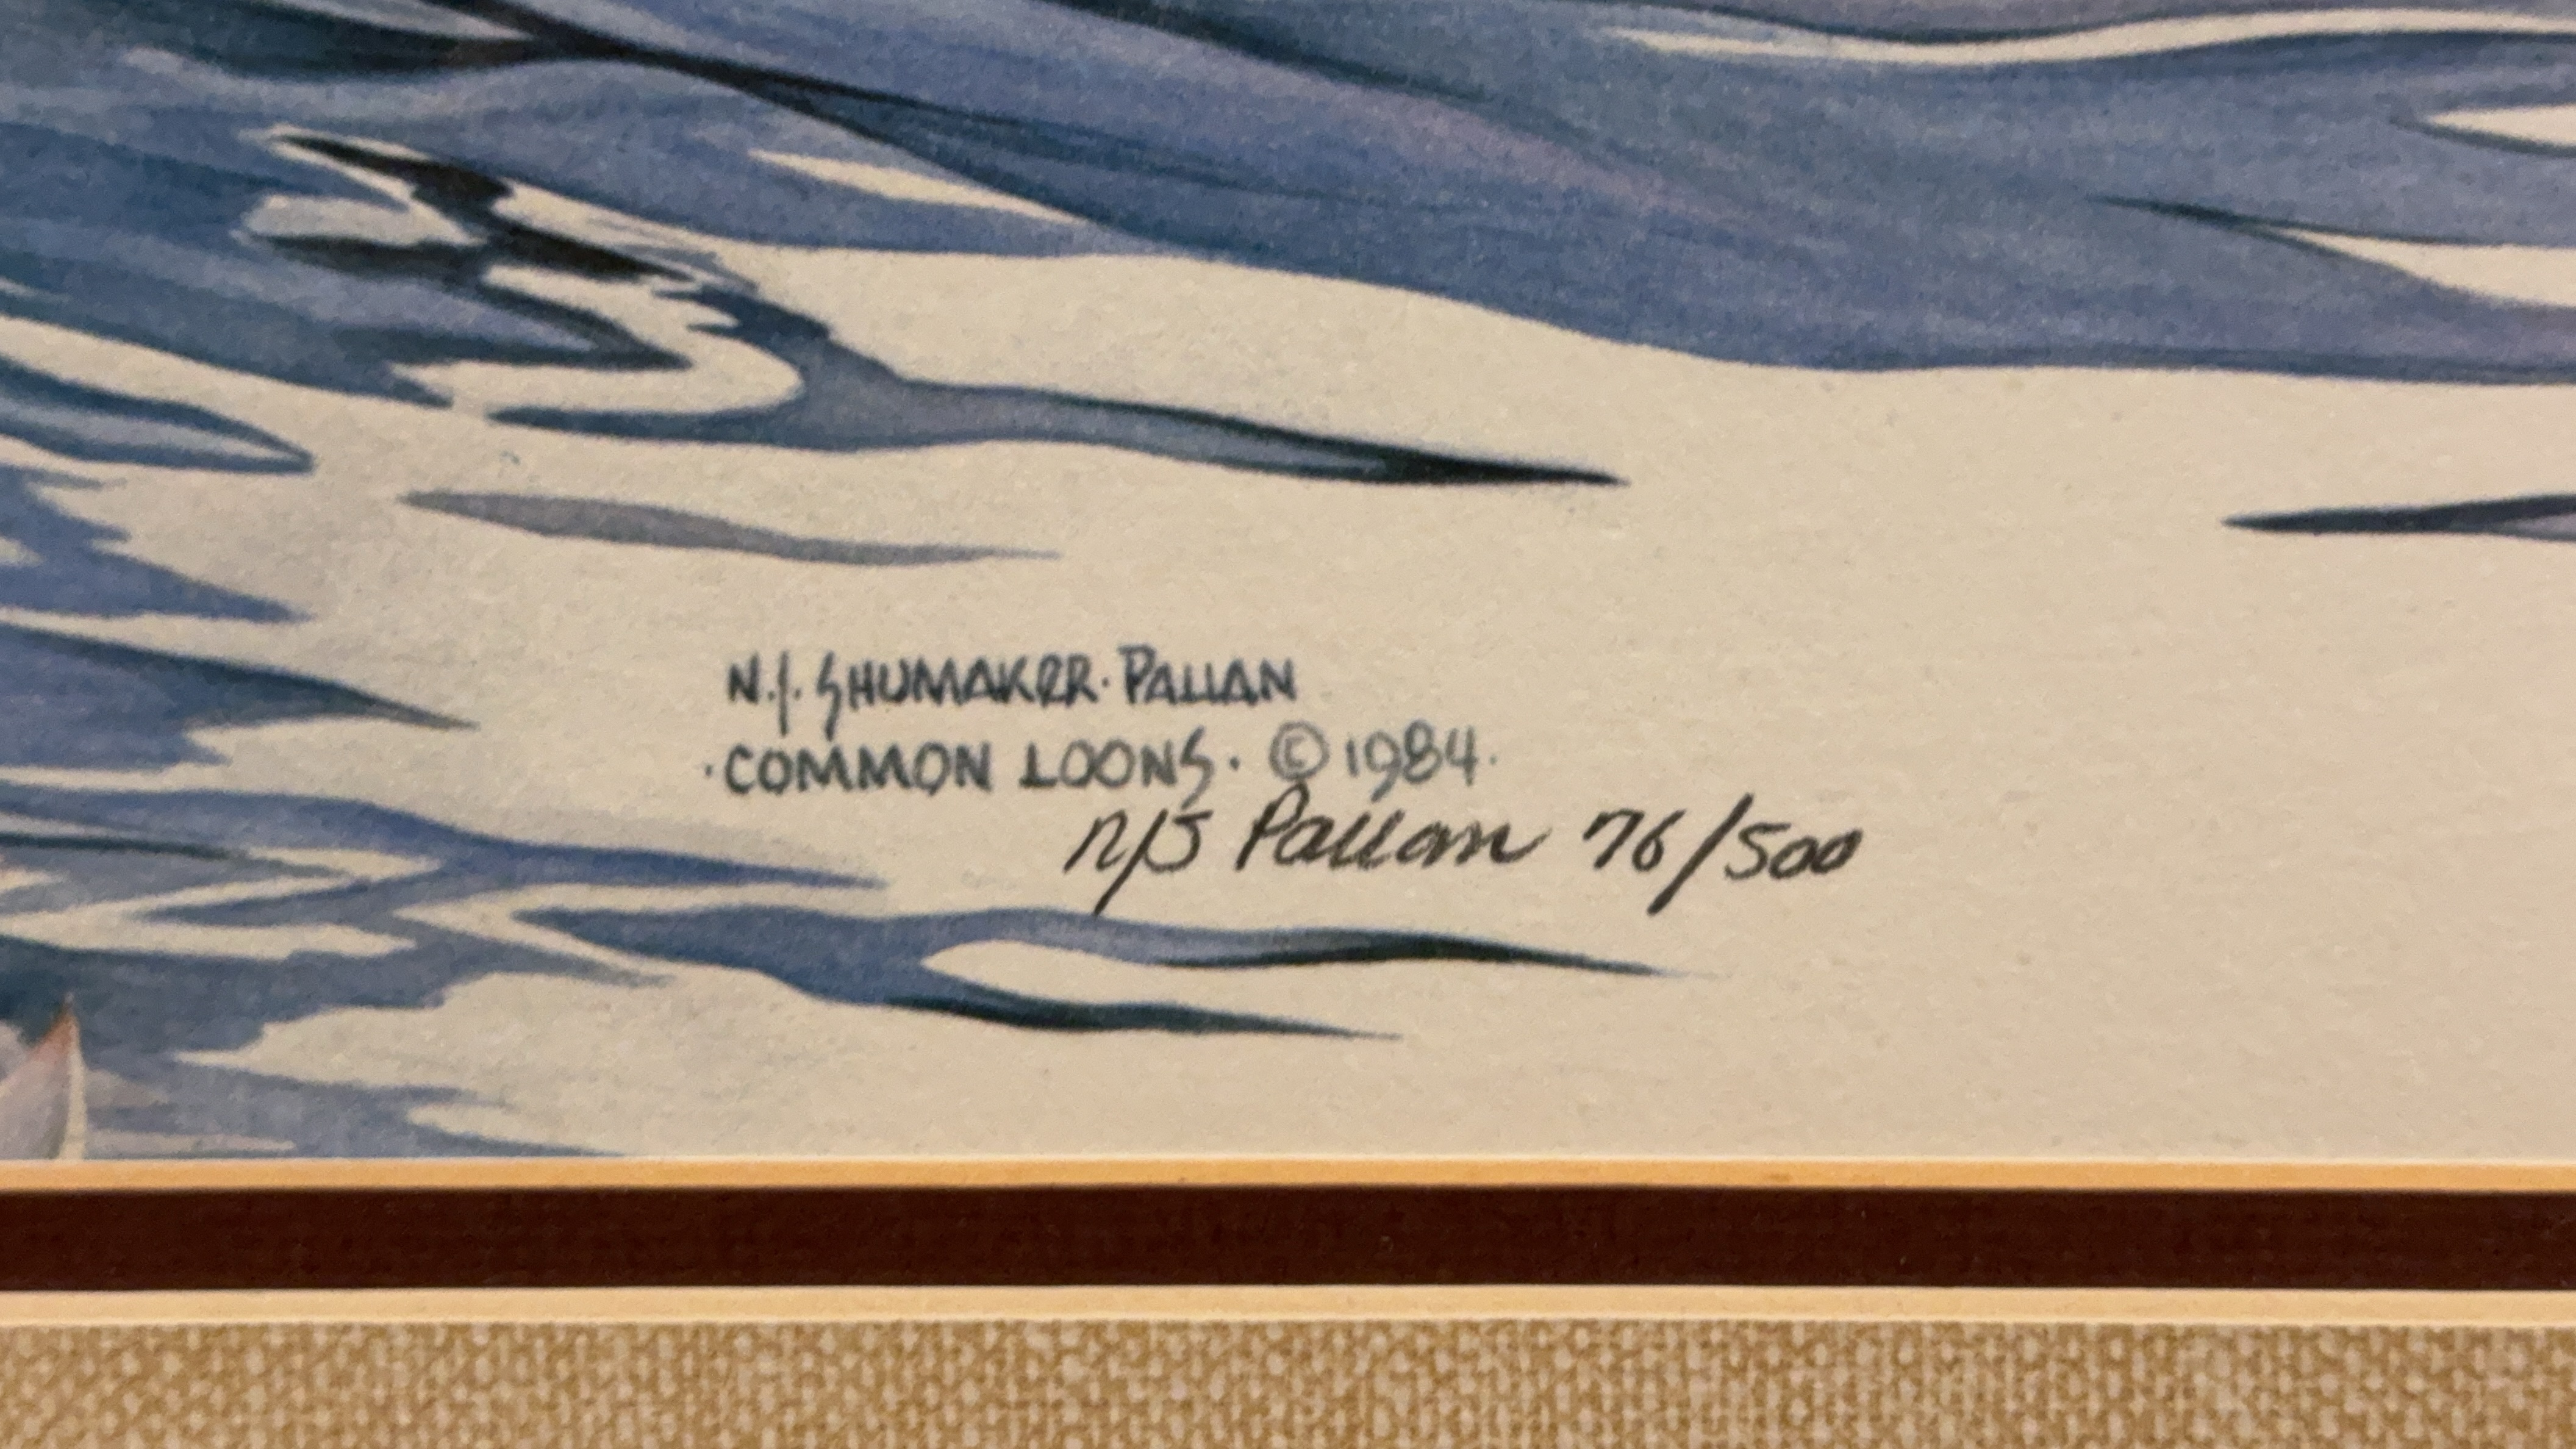 N.J. SHUMAKER·PALLAN
·COMMON LOONS· ©1984·
NJS Pallan 76/500